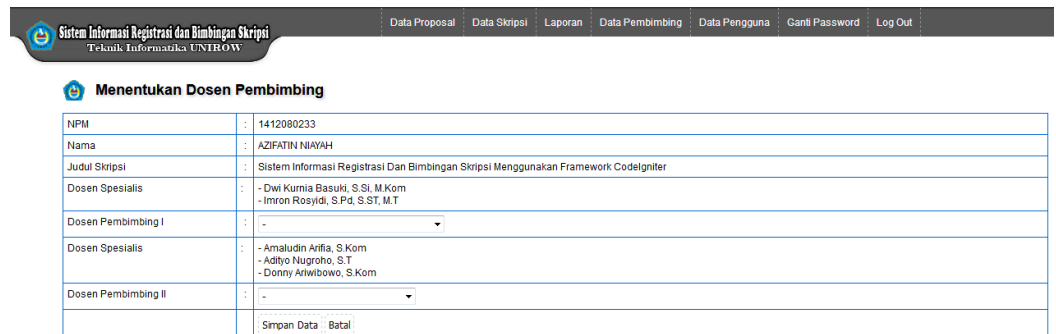 Sistem Informasi Registrasi dan Bimbingan Skripsi
Teknik Informatika UNIROW
Data Proposal Data Skripsi Laporan Data Pembimbing Data Pengguna Ganti Password Log Out
Menentukan Dosen Pembimbing
NPM : 1412080233
Nama : AZIFATIN NIAYAH
Judul Skripsi : Sistem Informasi Registrasi Dan Bimbingan Skripsi Menggunakan Framework CodeIgniter
Dosen Spesialis : - Dwi Kurnia Basuki, S.Si, M.Kom
- Imron Rosyidi, S.Pd, S.ST, M.T
Dosen Pembimbing I : -
Dosen Spesialis : - Amaludin Arifia, S.Kom
- Adityo Nugroho, S.T
- Donny Ariwibowo, S.Kom
Dosen Pembimbing II : -
Simpan Data Batal